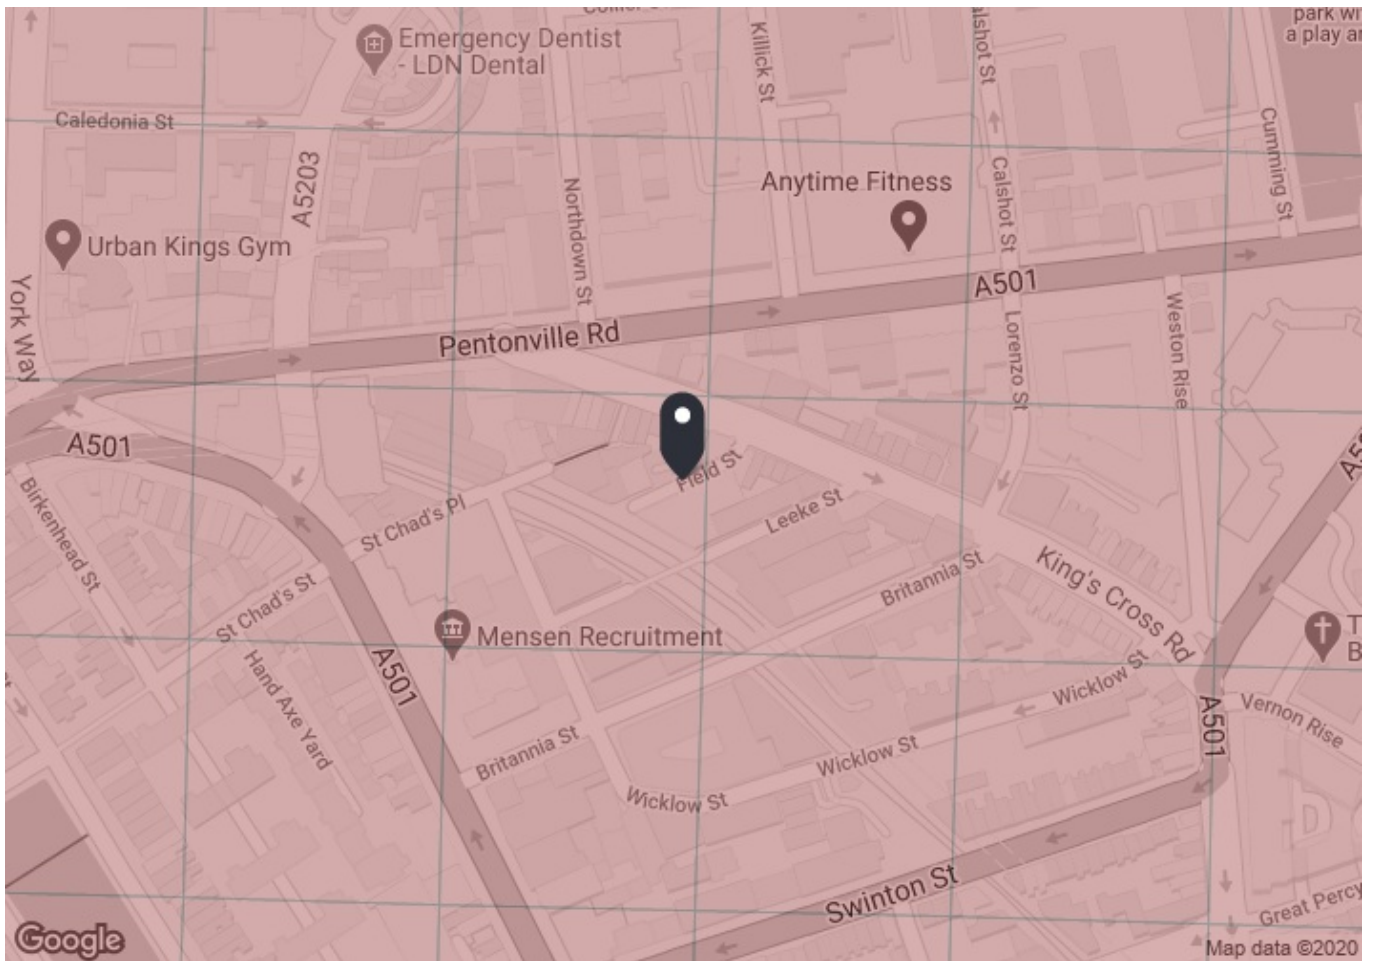 park
a play
Killick St
Calshot St
Emergency Dentist
- LDN Dental
Caledonia St
Cumming St
A5203
Calshot St
Anytime Fitness
Northdown St
Urban Kings Gym
York Way
A501
Pentonville Rd
Weston Rise
Lorenzo St
A501
Field St
Birkenhead St
St Chad's Pl
Leeke St
King's Cross Rd
Britannia St
St Chad's St
Mensen Recruitment
Hand Axe Yard
A501
Wicklow St
A501
Vernon Rise
Britannia St
Wicklow St
Wicklow St
Swinton St
Great Percy
Google
Map data ©2020